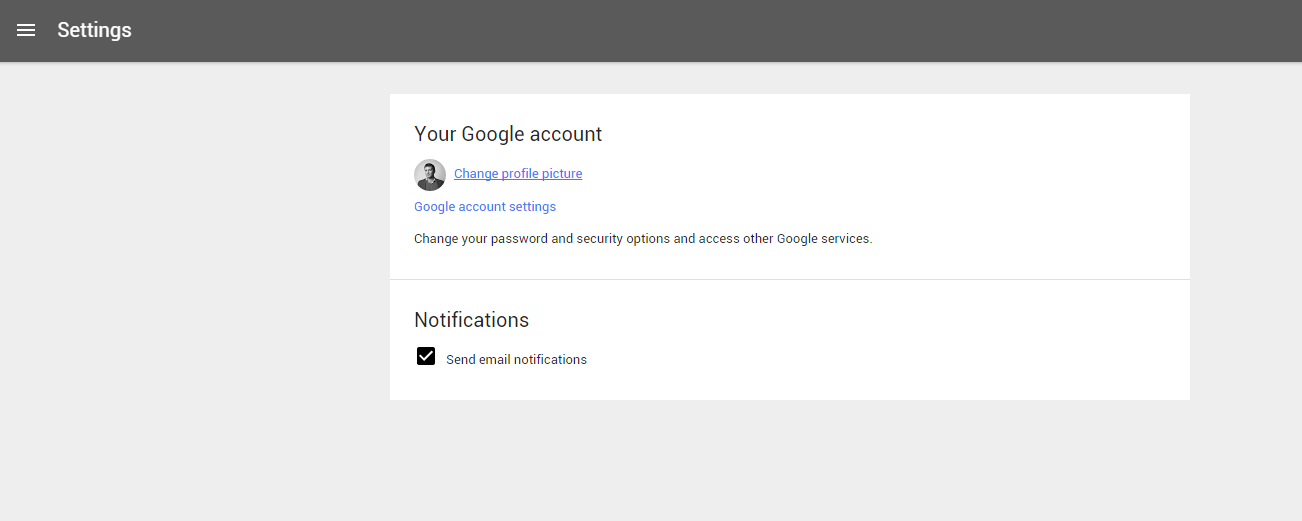 Settings
Your Google account
Change profile picture
Google account settings
Change your password and security options and access other Google services.
Notifications
Send email notifications